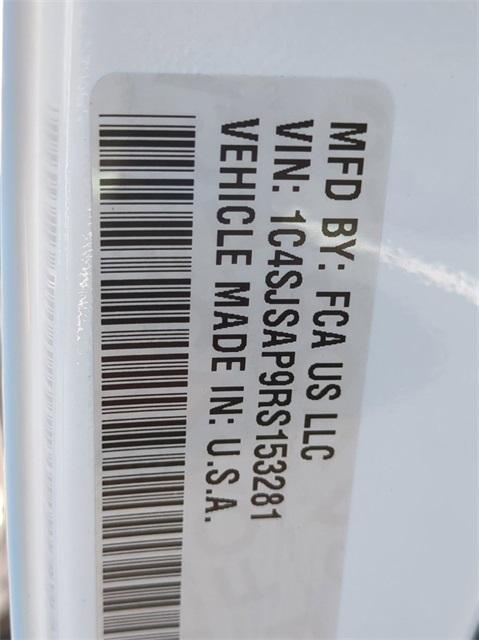 MFD BY: FCA US LLC
VIN: 1C4SJSAP9RS153281
VEHICLE MADE IN: U.S.A.